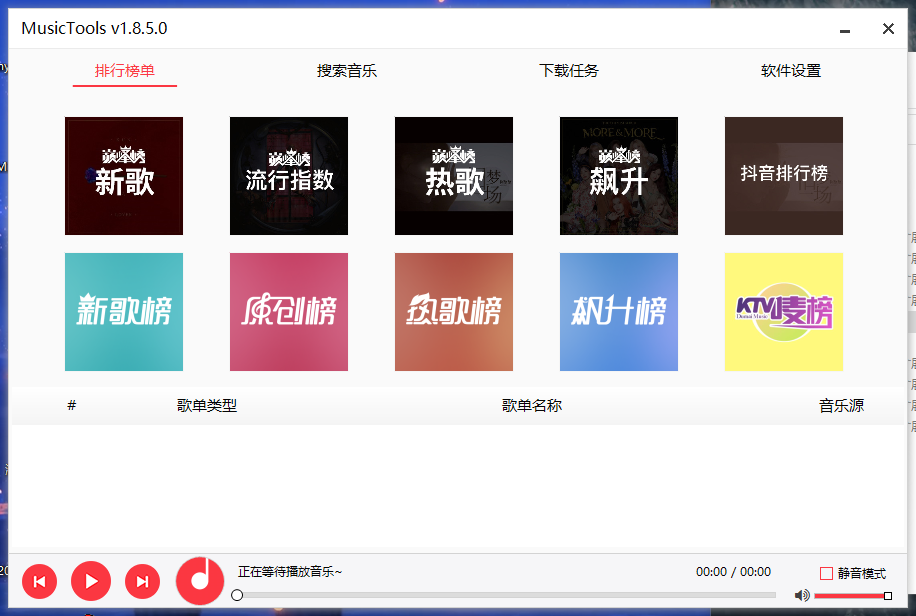 MusicTools v1.8.5.0
排行榜单
搜索音乐
下载任务
软件设置
巅峰榜
新歌
巅峰榜
流行指数
巅峰榜
热歌
MORE & MORE
巅峰榜
飙升
抖音排行榜
新歌榜
原创榜
热歌榜
飙升榜
KTV唛榜
Dumai Music
#
歌单类型
歌单名称
音乐源
正在等待播放音乐~
00:00 / 00:00
静音模式